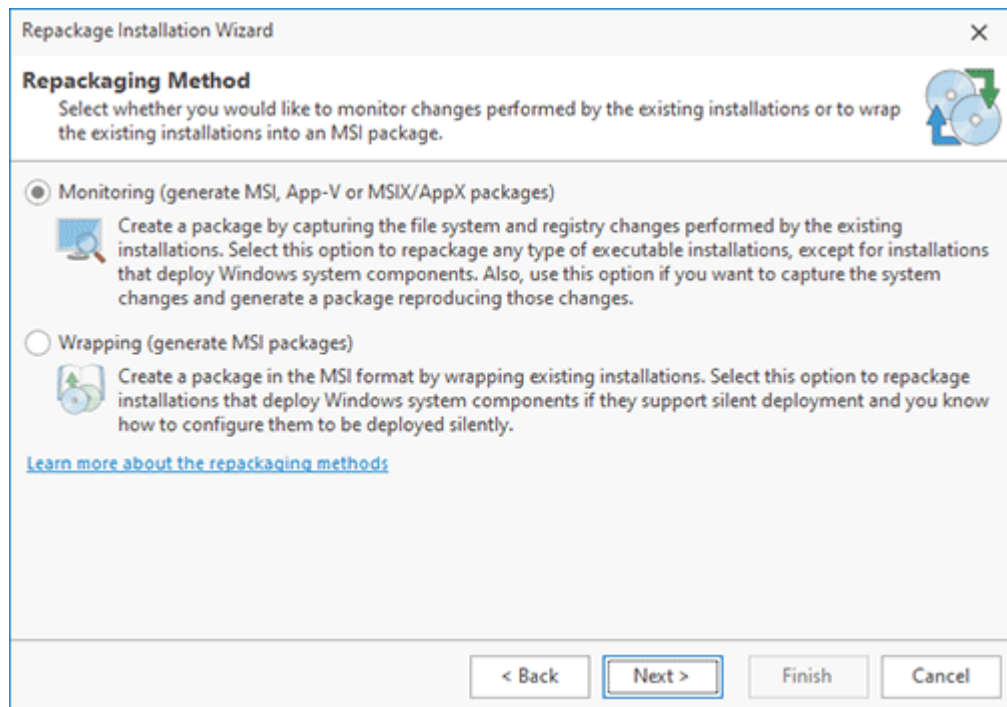 Repackage Installation Wizard
Repackaging Method
Select whether you would like to monitor changes performed by the existing installations or to wrap
the existing installations into an MSI package.
Monitoring (generate MSI, App-V or MSIX/AppX packages)
Create a package by capturing the file system and registry changes performed by the existing
installations. Select this option to repackage any type of executable installations, except for installations
that deploy Windows system components. Also, use this option if you want to capture the system
changes and generate a package reproducing those changes.
Wrapping (generate MSI packages)
Create a package in the MSI format by wrapping existing installations. Select this option to repackage
installations that deploy Windows system components if they support silent deployment and you know
how to configure them to be deployed silently.
Learn more about the repackaging methods
< Back Next > Finish Cancel